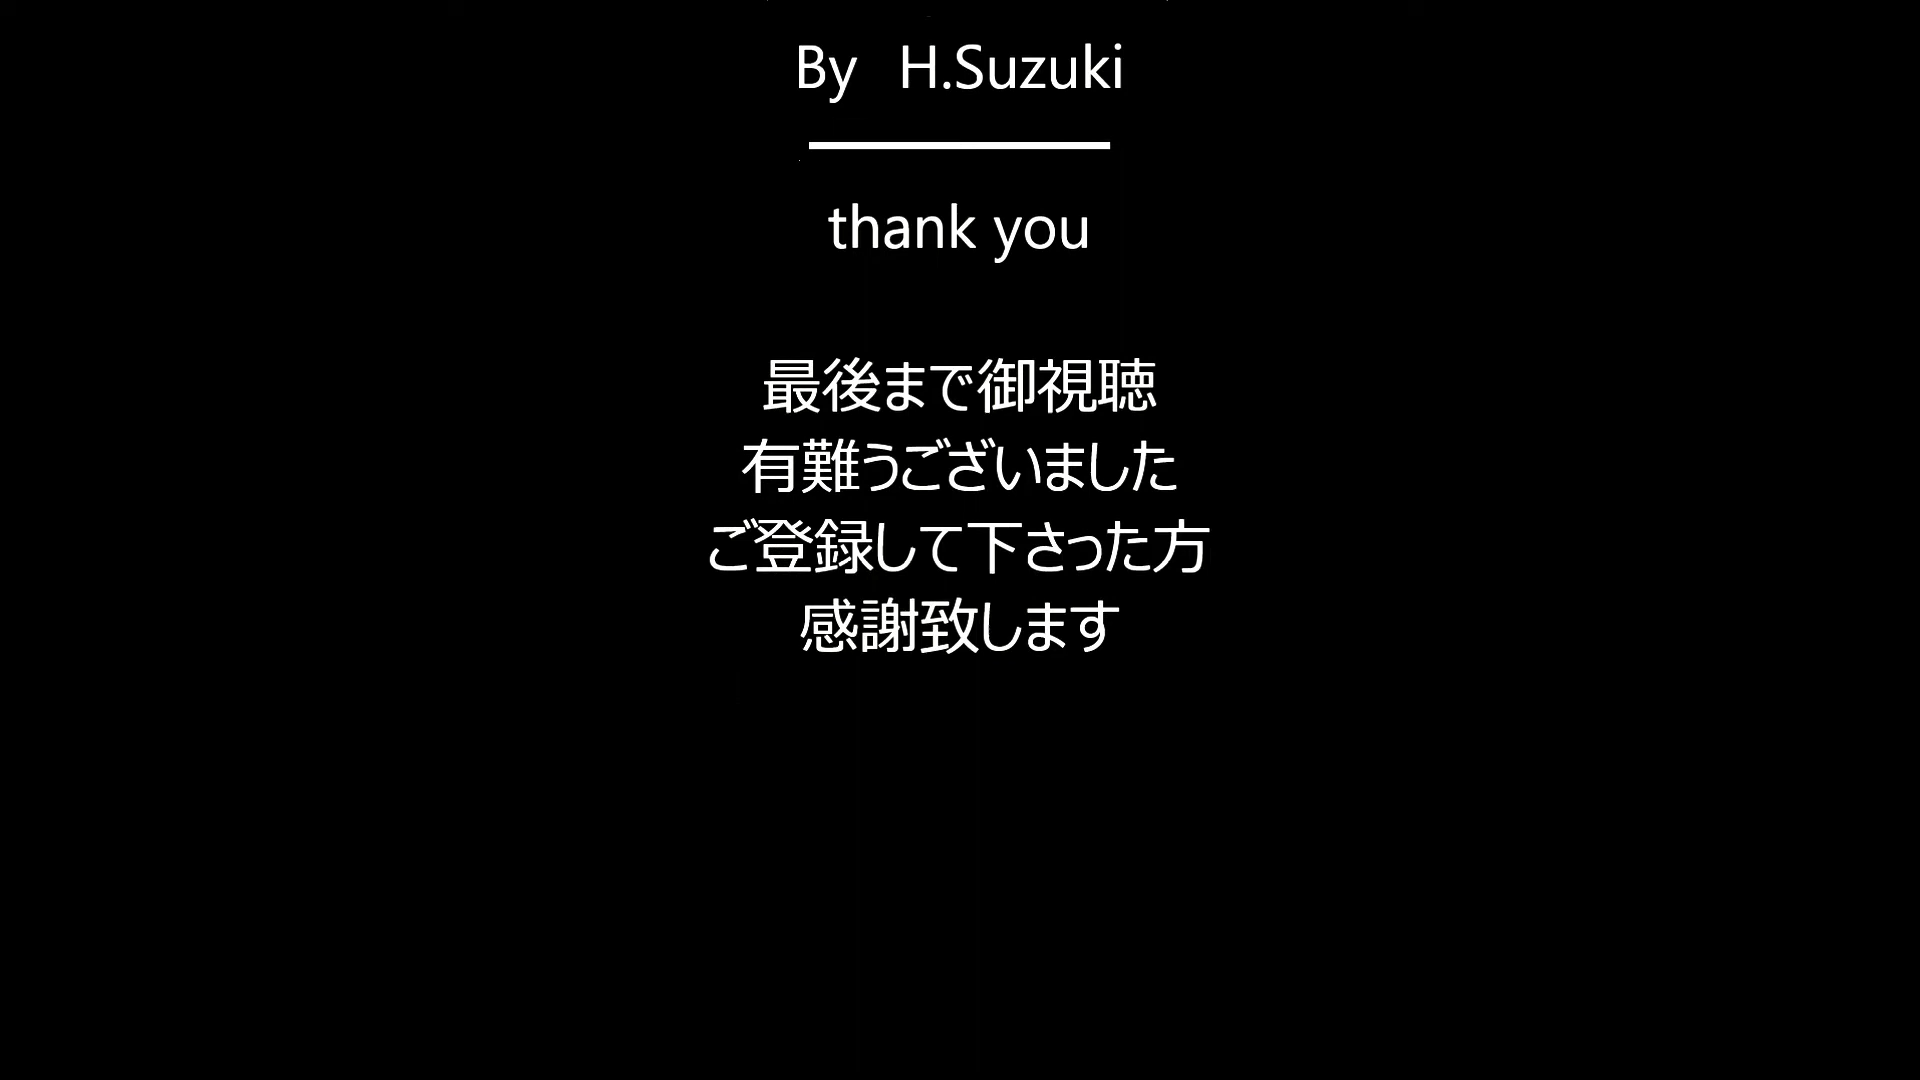 By H.Suzuki
thank you
最後まで御視聴
有難うございました
ご登録して下さった方
感謝致します